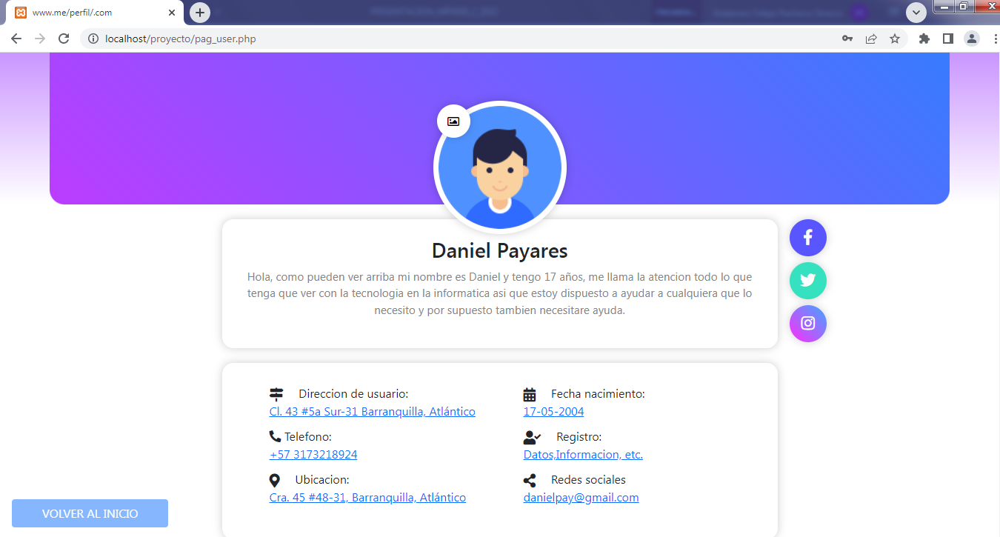 www.me/perfil/.com
localhost/proyecto/pag_user.php
Daniel Payares
Hola, como pueden ver arriba mi nombre es Daniel y tengo 17 años, me llama la atencion todo lo que
tenga que ver con la tecnologia en la informatica asi que estoy dispuesto a ayudar a cualquiera que lo
necesito y por supuesto tambien necesitare ayuda.
Direccion de usuario:
Cl. 43 #5a Sur-31 Barranquilla, Atlántico
Telefono:
+57 3173218924
Ubicacion:
Cra. 45 #48-31, Barranquilla, Atlántico
Fecha nacimiento:
17-05-2004
Registro:
Datos,Informacion, etc.
Redes sociales
danielpay@gmail.com
VOLVER AL INICIO